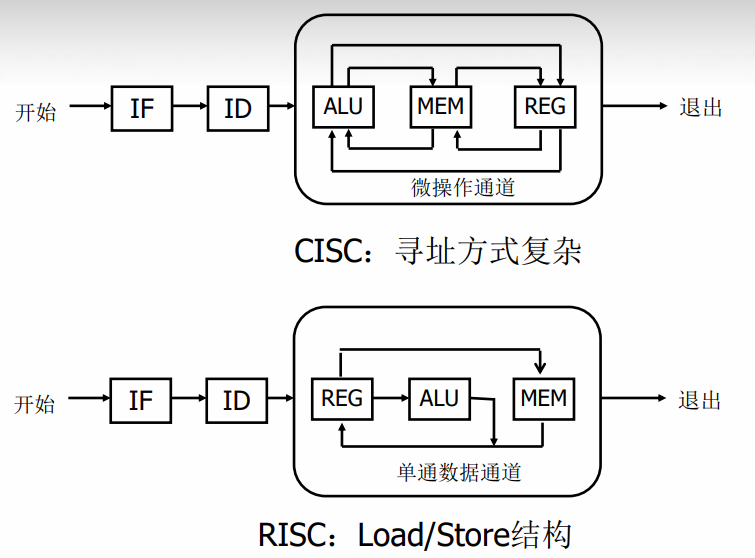 开始 IF ID ALU MEM REG 退出
微操作通道
CISC：寻址方式复杂
开始 IF ID REG ALU MEM 退出
单通数据通道
RISC：Load/Store结构